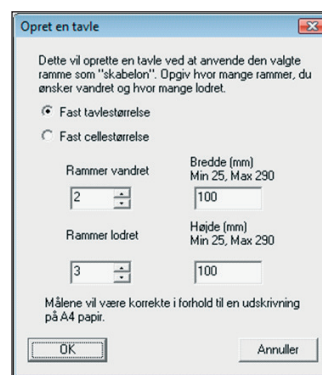 Opret en tavle
Dette vil oprette en tavle ved at anvende den valgte
ramme som "skabelon". Opgiv hvor mange rammer, du
ønsker vandret og hvor mange lodret.
Fast tavlestørrelse
Fast cellestørrelse
Rammer vandret
Bredde (mm)
Min 25, Max 290
2
100
Rammer lodret
Højde (mm)
Min 25, Max 290
3
100
Målene vil være korrekte i forhold til en udskrivning
på A4 papir.
OK
Annuller